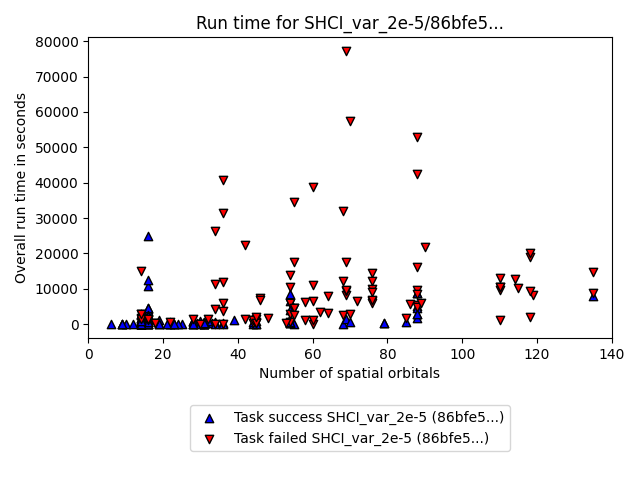 Run time for SHCI_var_2e-5/86bfe5...
Overall run time in seconds
80000
70000
60000
50000
40000
30000
20000
10000
0
0 20 40 60 80 100 120 140
Number of spatial orbitals
Task success SHCI_var_2e-5 (86bfe5...)
Task failed SHCI_var_2e-5 (86bfe5...)